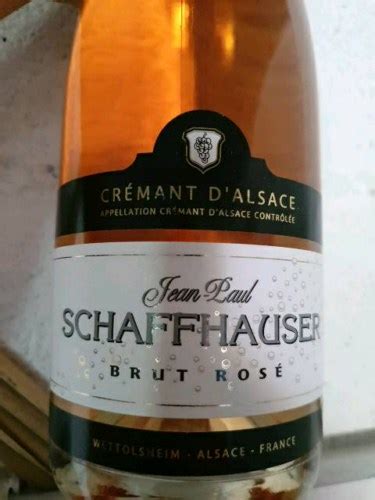 CRÉMANT D'ALSACE
APPELLATION CRÉMANT D'ALSACE CONTRÔLÉE
Jean Paul
SCHAFFHAUSER
BRUT ROSÉ
WETTOLSHEIM - ALSACE - FRANCE